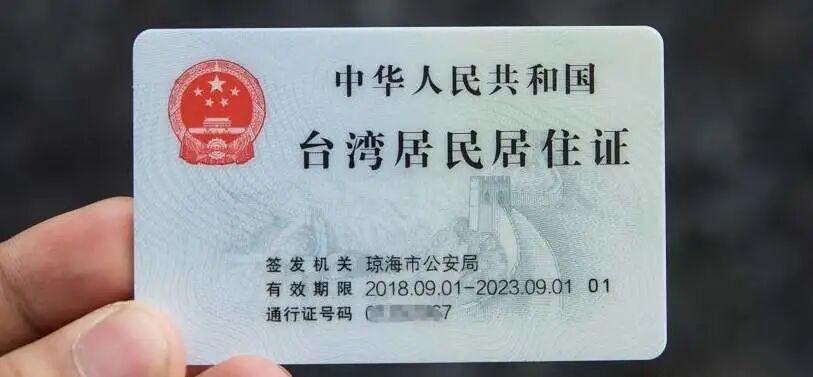 中华人民共和国
台湾居民居住证
签发机关 琼海市公安局
有效期限 2018.09.01-2023.09.01 01
通行证号码